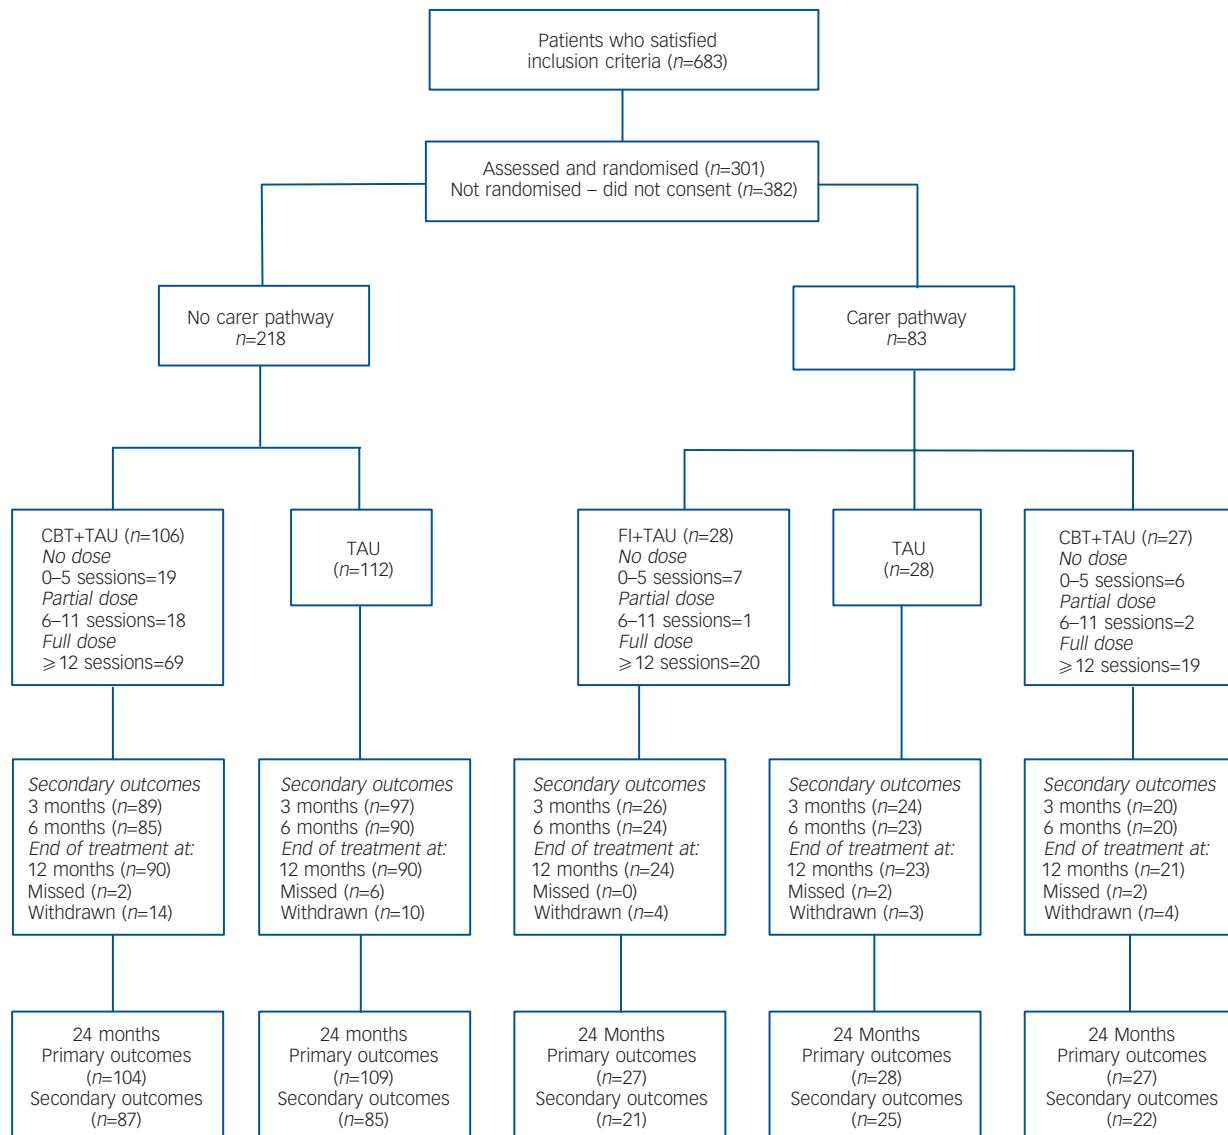 Patients who satisfied
inclusion criteria (n=683)
Assessed and randomised (n=301)
Not randomised – did not consent (n=382)
No carer pathway
n=218
Carer pathway
n=83
CBT+TAU (n=106)
No dose
0–5 sessions=19
Partial dose
6–11 sessions=18
Full dose
⩾12 sessions=69
TAU
(n=112)
FI+TAU (n=28)
No dose
0–5 sessions=7
Partial dose
6–11 sessions=1
Full dose
⩾12 sessions=20
TAU
(n=28)
CBT+TAU (n=27)
No dose
0–5 sessions=6
Partial dose
6–11 sessions=2
Full dose
⩾12 sessions=19
Secondary outcomes
3 months (n=89)
6 months (n=85)
End of treatment at:
12 months (n=90)
Missed (n=2)
Withdrawn (n=14)
Secondary outcomes
3 months (n=97)
6 months (n=90)
End of treatment at:
12 months (n=90)
Missed (n=6)
Withdrawn (n=10)
Secondary outcomes
3 months (n=26)
6 months (n=24)
End of treatment at:
12 months (n=24)
Missed (n=0)
Withdrawn (n=4)
Secondary outcomes
3 months (n=24)
6 months (n=23)
End of treatment at:
12 months (n=23)
Missed (n=2)
Withdrawn (n=3)
Secondary outcomes
3 months (n=20)
6 months (n=20)
End of treatment at:
12 months (n=21)
Missed (n=2)
Withdrawn (n=4)
24 months
Primary outcomes
(n=104)
Secondary outcomes
(n=87)
24 months
Primary outcomes
(n=109)
Secondary outcomes
(n=85)
24 Months
Primary outcomes
(n=27)
Secondary outcomes
(n=21)
24 Months
Primary outcomes
(n=28)
Secondary outcomes
(n=25)
24 Months
Primary outcomes
(n=27)
Secondary outcomes
(n=22)